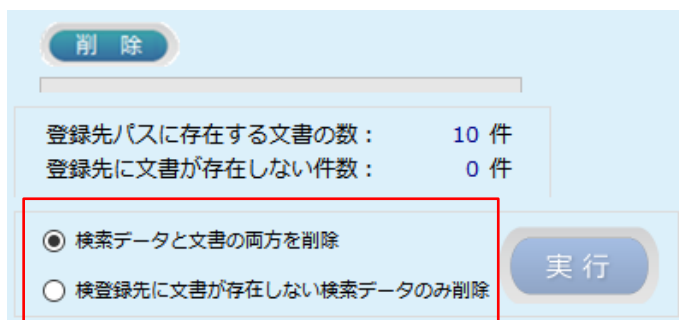 削 除
登録先パスに存在する文書の数： 10 件
登録先に文書が存在しない件数： 0 件
検索データと文書の両方を削除
検登録先に文書が存在しない検索データのみ削除
実 行